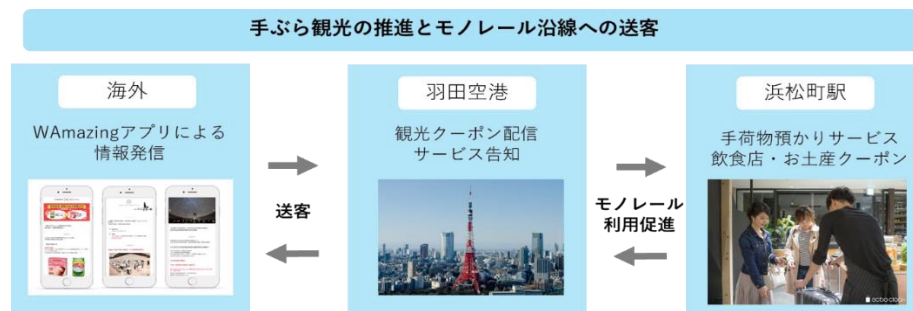 手ぶら観光の推進とモノレール沿線への送客
海外
WAmazingアプリによる
情報発信
送客
羽田空港
観光クーポン配信
サービス告知
モノレール
利用促進
浜松町駅
手荷物預かりサービス
飲食店・お土産クーポン
ecbo cloak